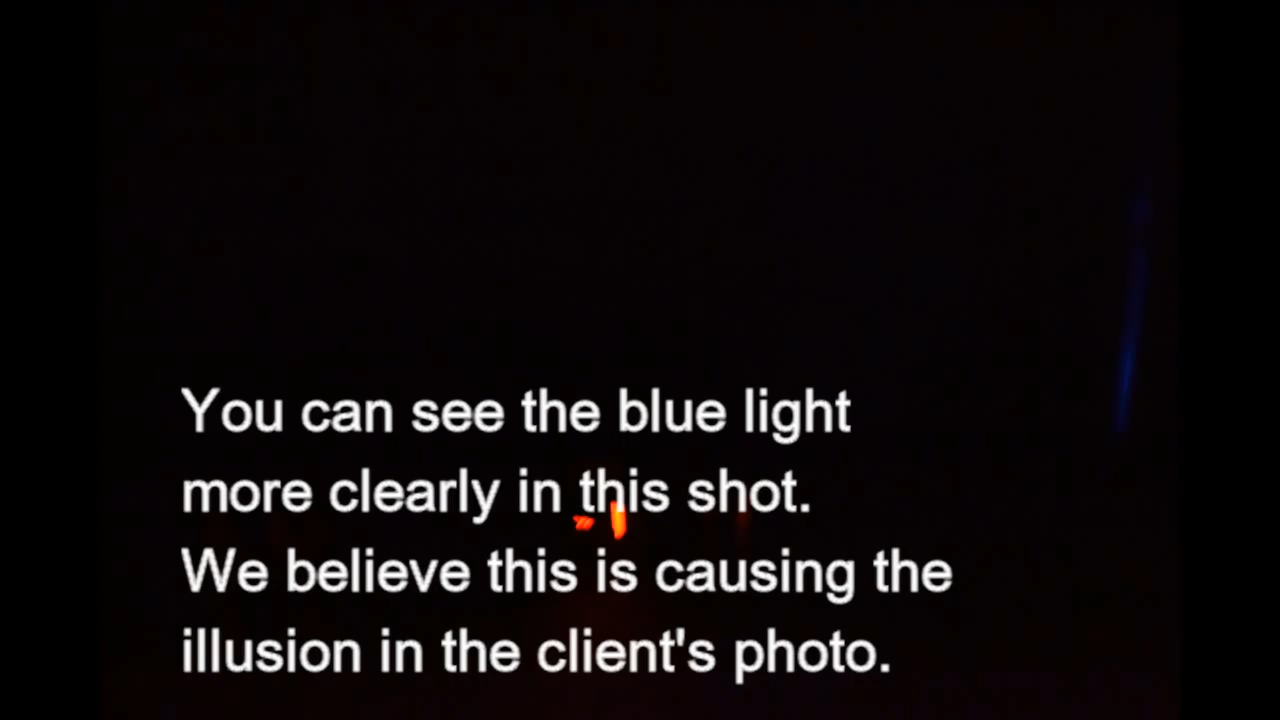 You can see the blue light
more clearly in this shot.
We believe this is causing the
illusion in the client's photo.